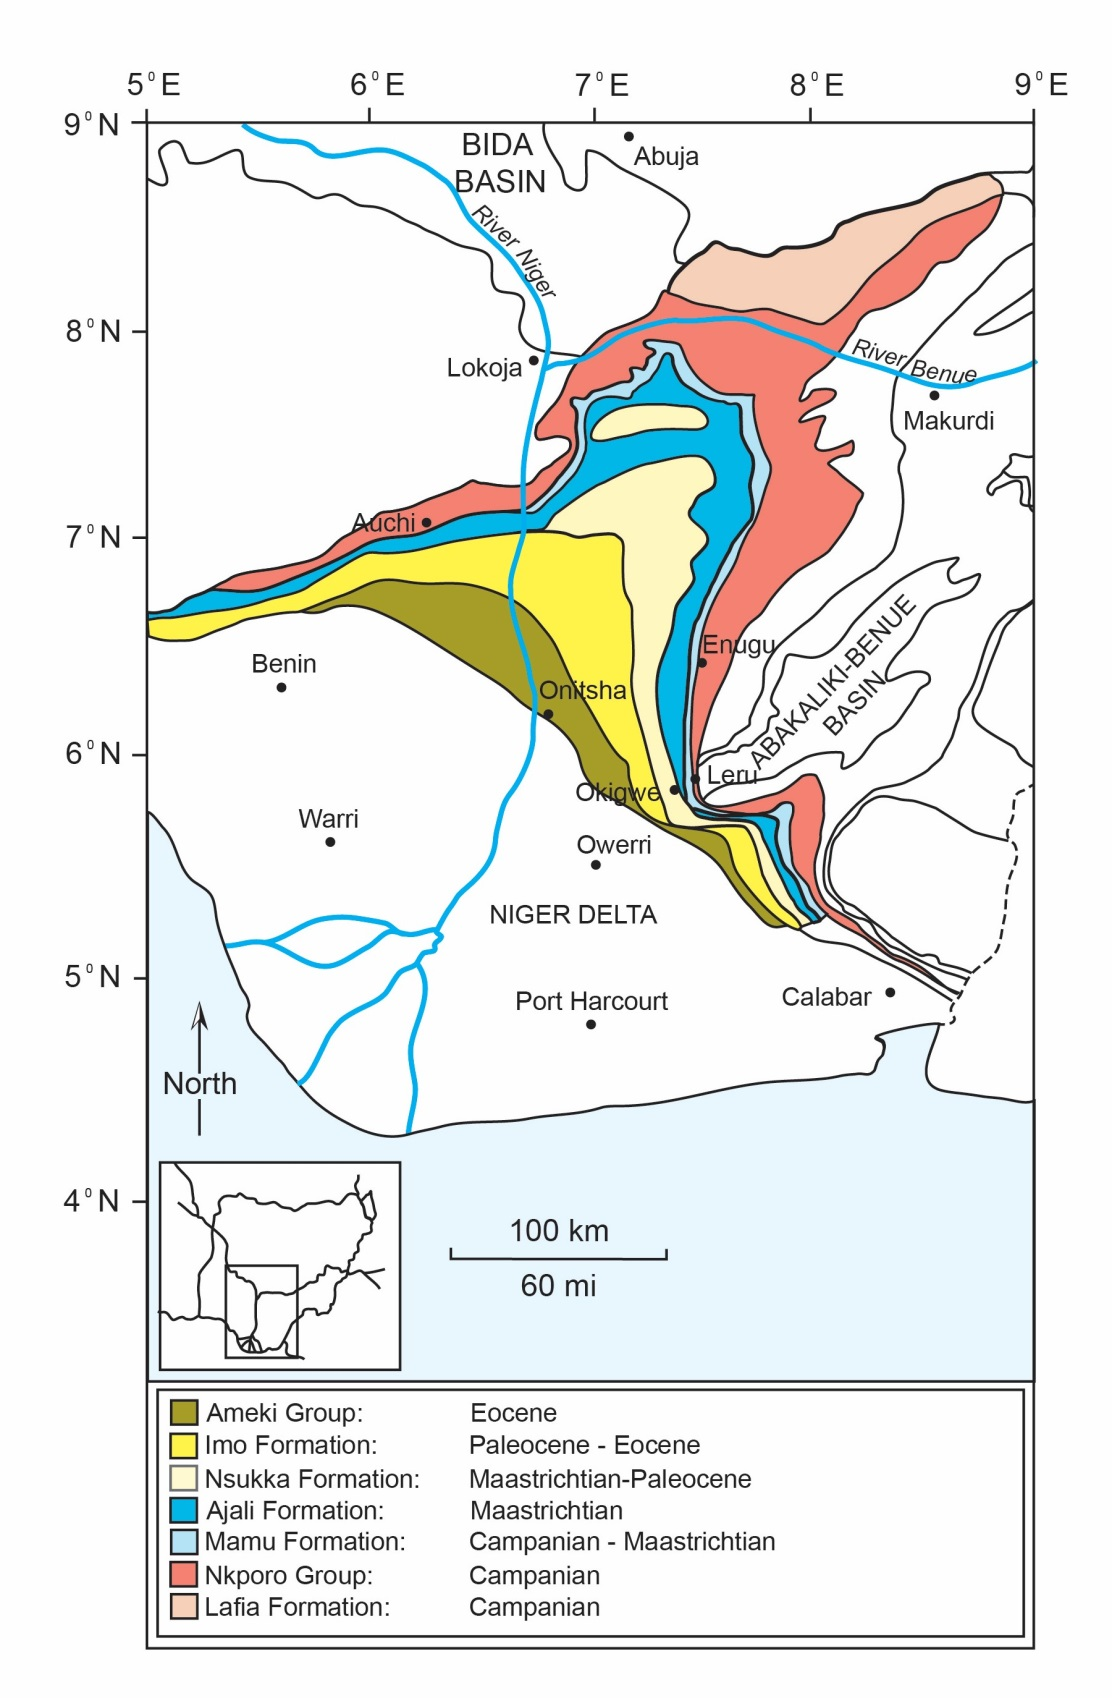 5°E 6°E 7°E 8°E 9°E
9°N
BIDA
BASIN
Abuja
River Niger
8°N
Lokoja
River Benue
Makurdi
7°N
Auchi
Enugu
ABAKALIKI-BENUE
BASIN
Benin
Onitsha
6°N
Leru
Okigwe
Warri
Owerri
NIGER DELTA
5°N
Port Harcourt
Calabar
North
4°N
100 km
60 mi
Ameki Group: Eocene
Imo Formation: Paleocene - Eocene
Nsukka Formation: Maastrichtian-Paleocene
Ajali Formation: Maastrichtian
Mamu Formation: Campanian - Maastrichtian
Nkporo Group: Campanian
Lafia Formation: Campanian